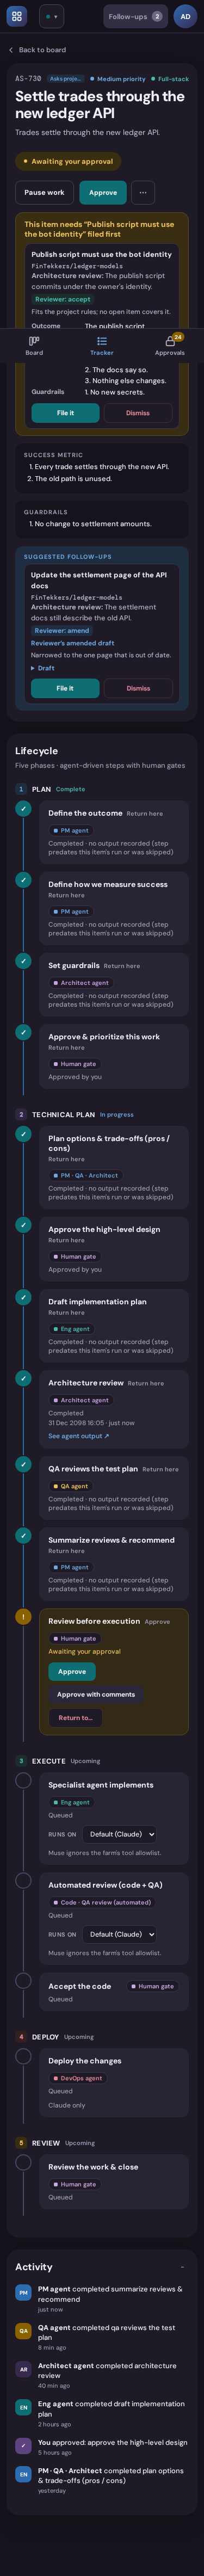 Follow-ups 2
AD
Back to board
AS-730 Asks proje... Medium priority Full-stack
Settle trades through the
new ledger API
Trades settle through the new ledger API.
Awaiting your approval
Pause work
Approve
This item needs “Publish script must use
the bot identity” filed first
Publish script must use the bot identity
FinTekkers/ledger-models
Architecture review: The publish script
commits under the owner's identity.
Reviewer: accept
Fits the project rules; no open item covers it.
Outcome
The publish script
Board
Tracker
Approvals
24
2. The docs say so.
3. Nothing else changes.
Guardrails
1. No new secrets.
File it
Dismiss
SUCCESS METRIC
1. Every trade settles through the new API.
2. The old path is unused.
GUARDRAILS
1. No change to settlement amounts.
SUGGESTED FOLLOW-UPS
Update the settlement page of the API
docs
FinTekkers/ledger-models
Architecture review: The settlement
docs still describe the old API.
Reviewer: amend
Reviewer's amended draft
Narrowed to the one page that is out of date.
Draft
File it
Dismiss
Lifecycle
Five phases · agent-driven steps with human gates
1 PLAN Complete
Define the outcome Return here
PM agent
Completed · no output recorded (step
predates this item's run or was skipped)
Define how we measure success
Return here
PM agent
Completed · no output recorded (step
predates this item's run or was skipped)
Set guardrails Return here
Architect agent
Completed · no output recorded (step
predates this item's run or was skipped)
Approve & prioritize this work
Return here
Human gate
Approved by you
2 TECHNICAL PLAN In progress
Plan options & trade-offs (pros /
cons)
Return here
PM · QA · Architect
Completed · no output recorded (step
predates this item's run or was skipped)
Approve the high-level design
Return here
Human gate
Approved by you
Draft implementation plan
Return here
Eng agent
Completed · no output recorded (step
predates this item's run or was skipped)
Architecture review Return here
Architect agent
Completed
31 Dec 2098 16:05 · just now
See agent output ↗
QA reviews the test plan Return here
QA agent
Completed · no output recorded (step
predates this item's run or was skipped)
Summarize reviews & recommend
Return here
PM agent
Completed · no output recorded (step
predates this item's run or was skipped)
! Review before execution Approve
Human gate
Awaiting your approval
Approve
Approve with comments
Return to...
3 EXECUTE Upcoming
Specialist agent implements
Eng agent
Queued
RUNS ON Default (Claude)
Muse ignores the farm's tool allowlist.
Automated review (code + QA)
Code · QA review (automated)
Queued
RUNS ON Default (Claude)
Muse ignores the farm's tool allowlist.
Accept the code Human gate
Queued
4 DEPLOY Upcoming
Deploy the changes
DevOps agent
Queued
Claude only
5 REVIEW Upcoming
Review the work & close
Human gate
Queued
Activity
PM PM agent completed summarize reviews &
recommend
just now
QA QA agent completed qa reviews the test
plan
8 min ago
AR Architect agent completed architecture
review
40 min ago
EN Eng agent completed draft implementation
plan
2 hours ago
You approved: approve the high-level design
5 hours ago
EN PM · QA · Architect completed plan options
& trade-offs (pros / cons)
yesterday